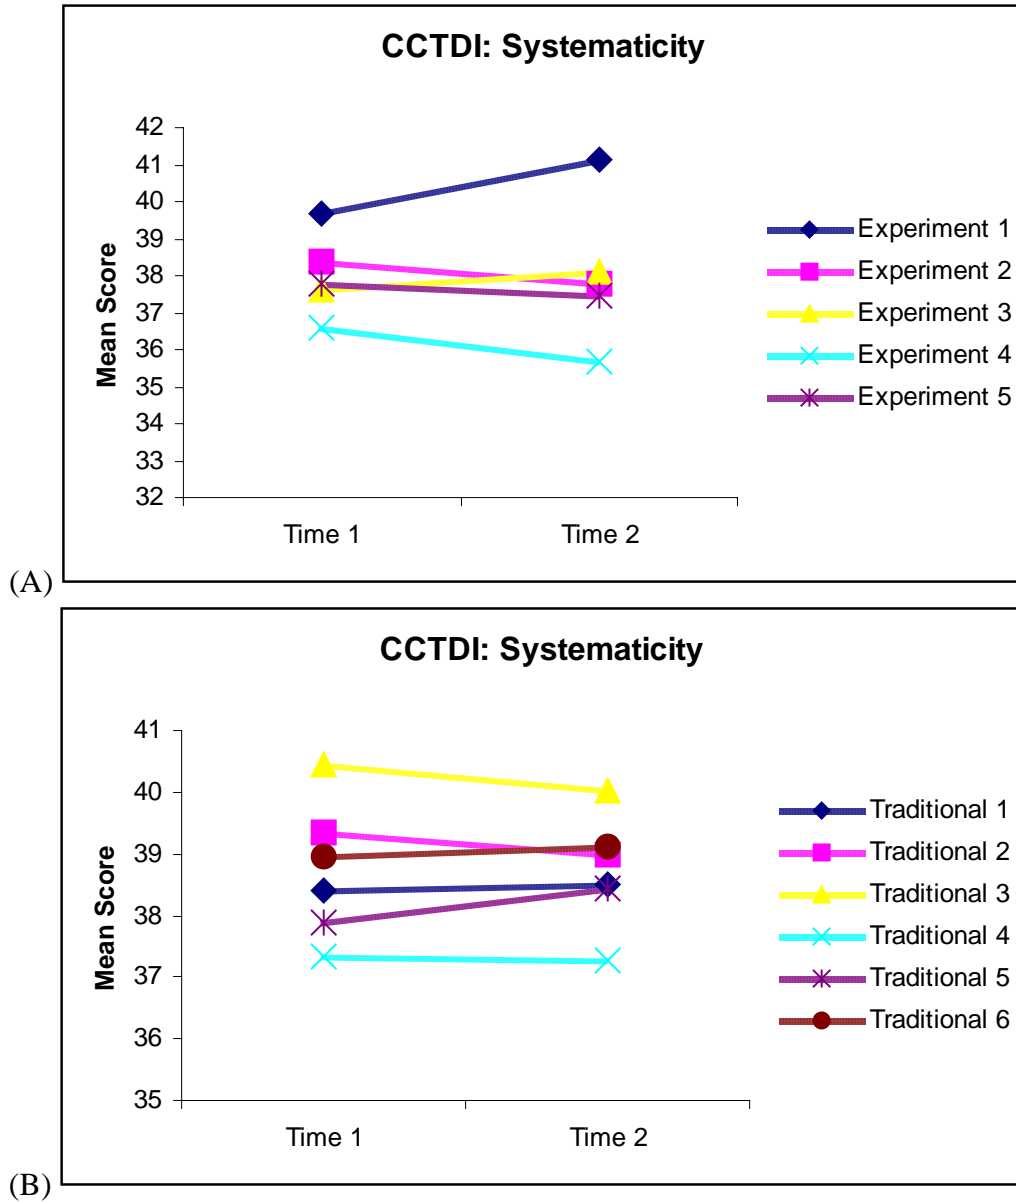 CCTDI: Systematicity
42
41
40
39
38
37
36
35
34
33
32
Mean Score
Time 1 Time 2
Experiment 1
Experiment 2
Experiment 3
Experiment 4
Experiment 5
(A)
CCTDI: Systematicity
41
40
39
38
37
36
35
Mean Score
Time 1 Time 2
Traditional 1
Traditional 2
Traditional 3
Traditional 4
Traditional 5
Traditional 6
(B)